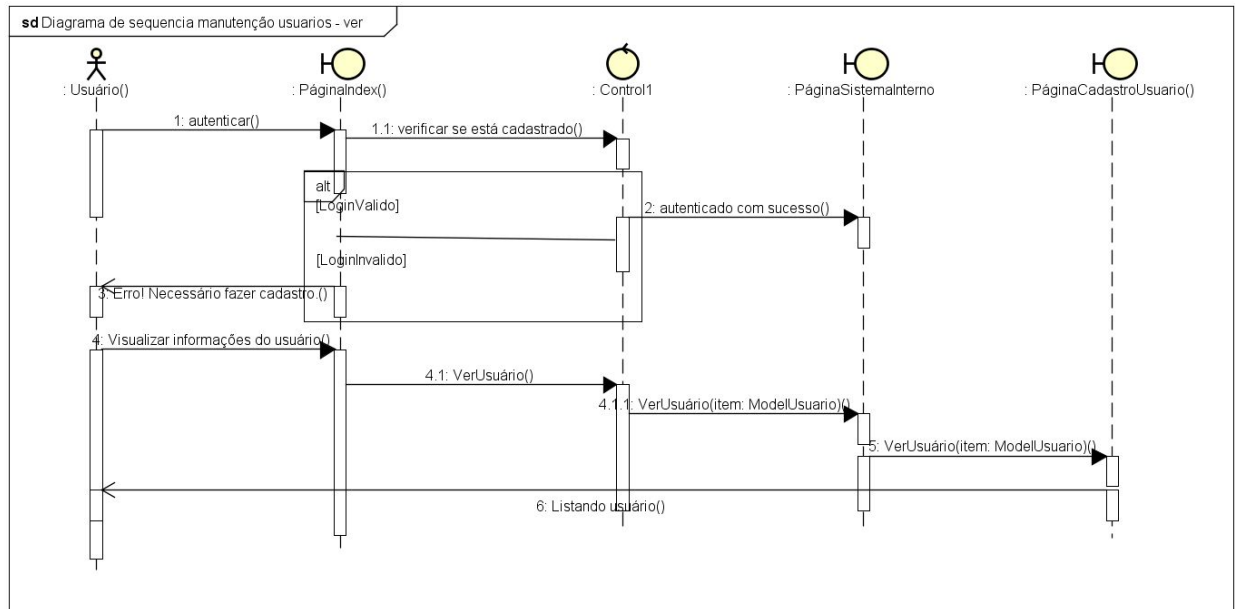 sd Diagrama de sequencia manutenção usuarios - ver
: Usuário()
: PáginaIndex()
: Control1
: PáginaSistemaInterno
: PáginaCadastroUsuario()
1: autenticar()
1.1: verificar se está cadastrado()
alt
[LoginValido]
2: autenticado com sucesso()
[LoginInvalido]
3: Erro! Necessário fazer cadastro.()
4: Visualizar informações do usuário()
4.1: VerUsuário()
4.1.1: VerUsuário(item: ModelUsuario)()
5: VerUsuário(item: ModelUsuario)()
6: Listando usuário()